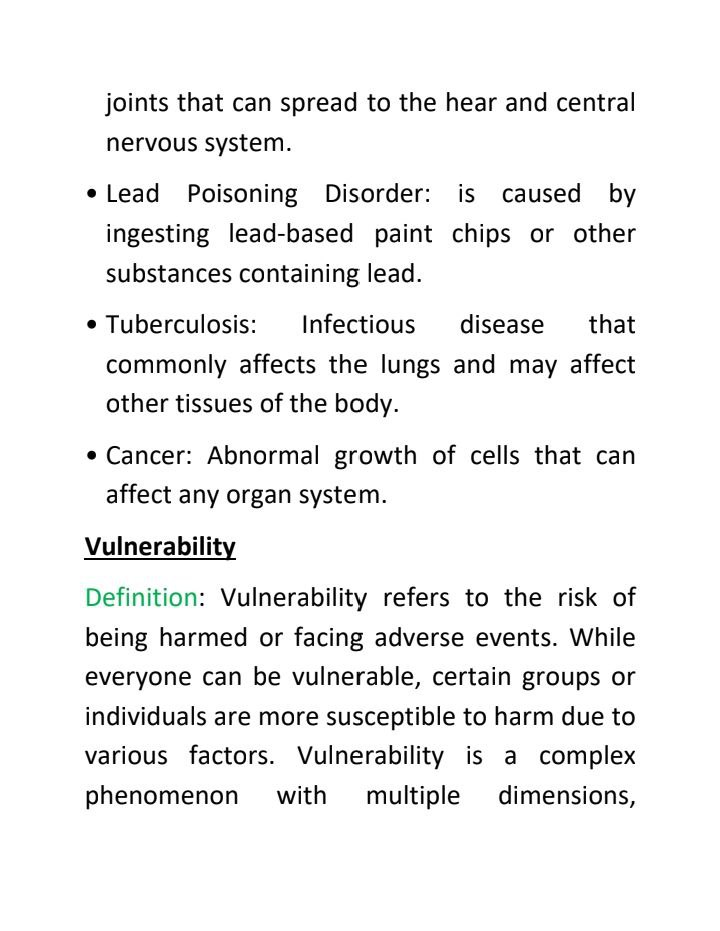 joints that can spread to the hear and central
nervous system.
• Lead Poisoning Disorder: is caused by
ingesting lead-based paint chips or other
substances containing lead.
• Tuberculosis: Infectious disease that
commonly affects the lungs and may affect
other tissues of the body.
• Cancer: Abnormal growth of cells that can
affect any organ system.
Vulnerability
Definition: Vulnerability refers to the risk of
being harmed or facing adverse events. While
everyone can be vulnerable, certain groups or
individuals are more susceptible to harm due to
various factors. Vulnerability is a complex
phenomenon with multiple dimensions,